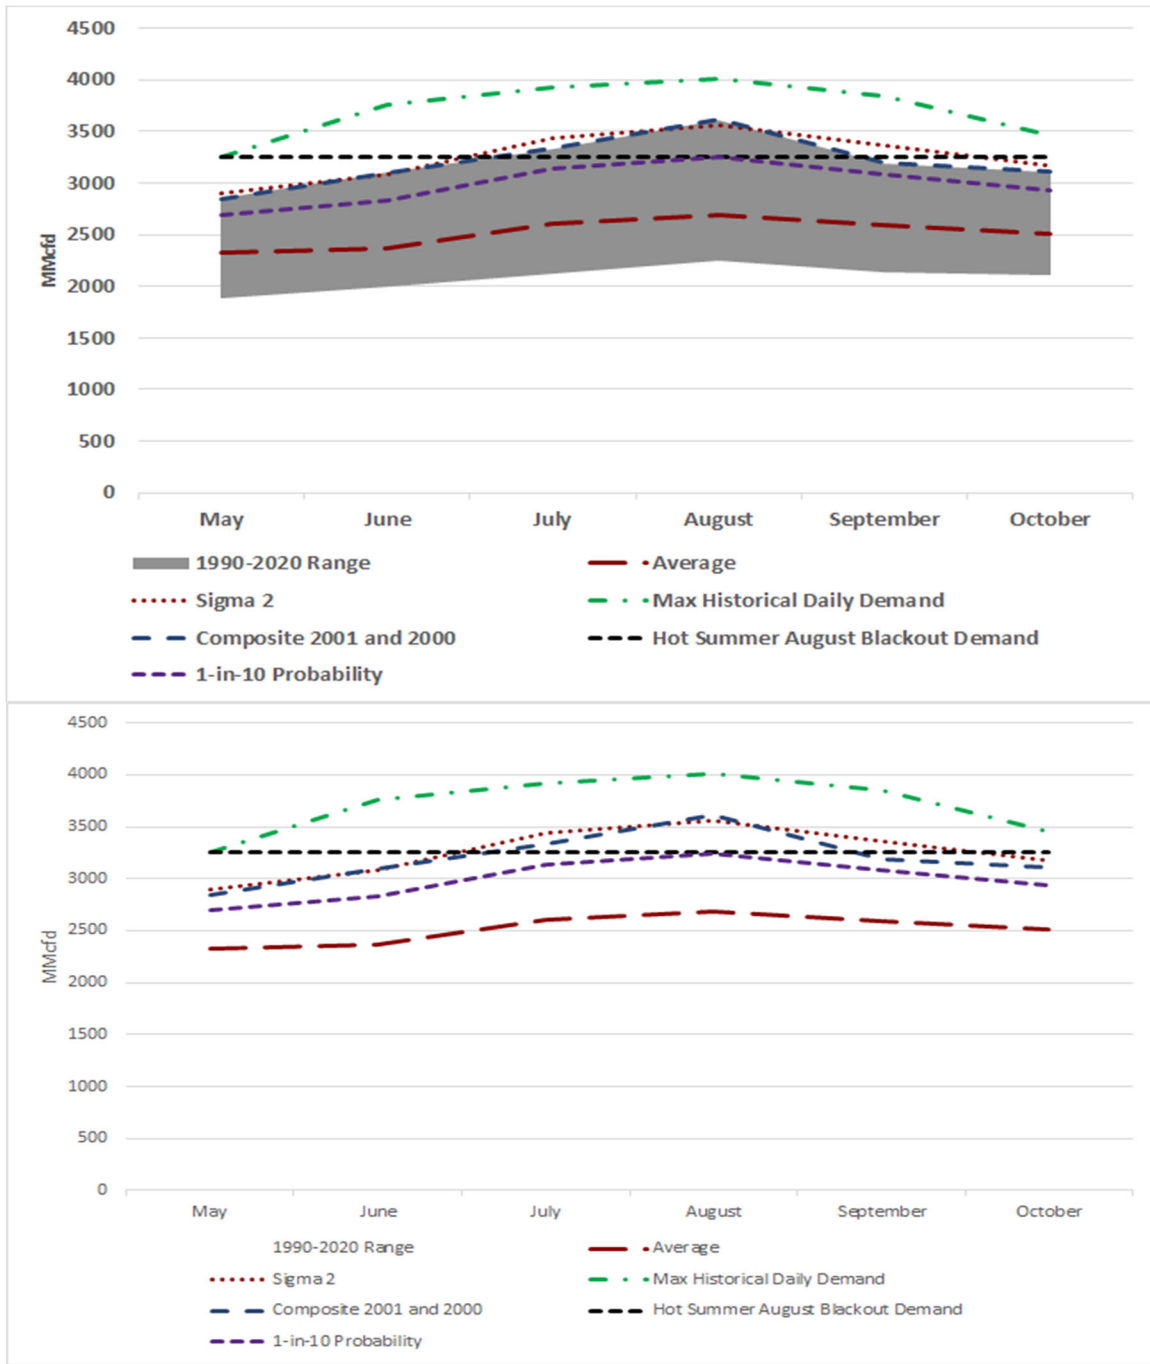 4500
4000
3500
3000
2500
2000
1500
1000
500
0
MMcfd
May June July August September October
1990-2020 Range Average
Sigma 2 Max Historical Daily Demand
Composite 2001 and 2000 Hot Summer August Blackout Demand
1-in-10 Probability
4500
4000
3500
3000
2500
2000
1500
1000
500
0
MMcfd
May June July August September October
1990-2020 Range Average
Sigma 2 Max Historical Daily Demand
Composite 2001 and 2000 Hot Summer August Blackout Demand
1-in-10 Probability